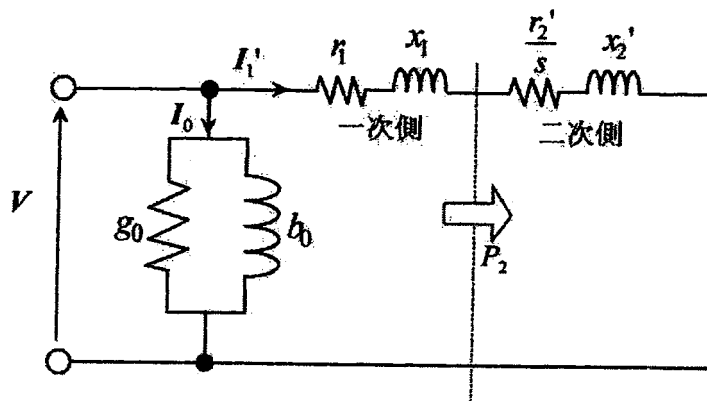 r₁
x₁
r₂'
s
x₂'
I₁'
I₀
一次側
二次側
V
g₀
b₀
P₂